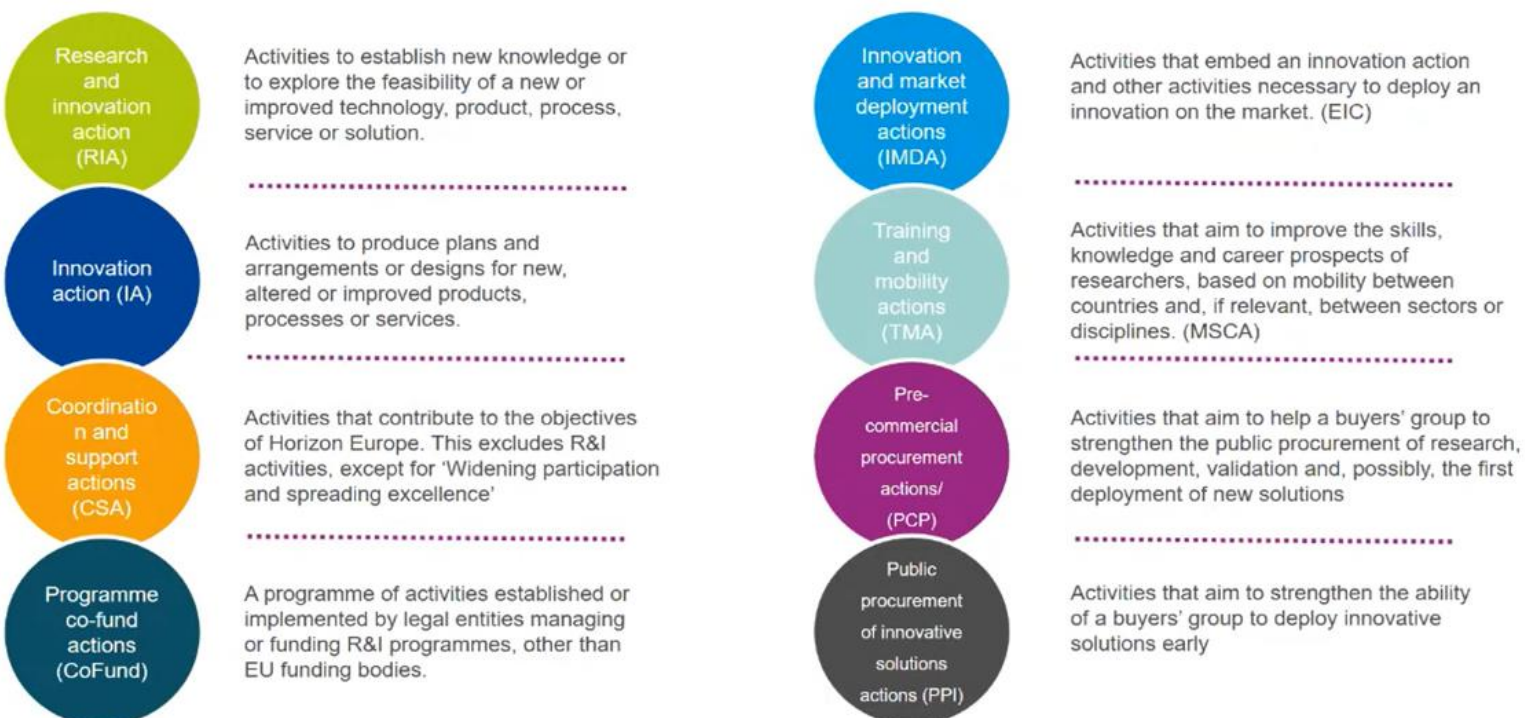 Research
and
innovation
action
(RIA)
Activities to establish new knowledge or
to explore the feasibility of a new or
improved technology, product, process,
service or solution.
Innovation
action (IA)
Activities to produce plans and
arrangements or designs for new,
altered or improved products,
processes or services.
Coordinatio
n and
support
actions
(CSA)
Activities that contribute to the objectives
of Horizon Europe. This excludes R&I
activities, except for ‘Widening participation
and spreading excellence’
Programme
co-fund
actions
(CoFund)
A programme of activities established or
implemented by legal entities managing
or funding R&I programmes, other than
EU funding bodies.
Innovation
and market
deployment
actions
(IMDA)
Activities that embed an innovation action
and other activities necessary to deploy an
innovation on the market. (EIC)
Training
and
mobility
actions
(TMA)
Activities that aim to improve the skills,
knowledge and career prospects of
researchers, based on mobility between
countries and, if relevant, between sectors or
disciplines. (MSCA)
Pre-
commercial
procurement
actions/
(PCP)
Activities that aim to help a buyers’ group to
strengthen the public procurement of research,
development, validation and, possibly, the first
deployment of new solutions
Public
procurement
of innovative
solutions
actions (PPI)
Activities that aim to strengthen the ability
of a buyers’ group to deploy innovative
solutions early